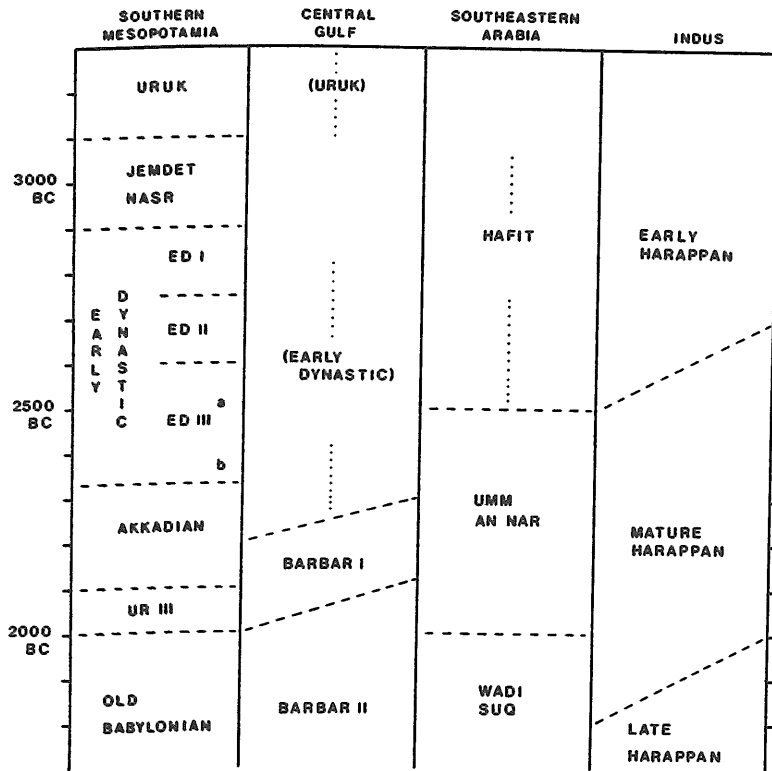 SOUTHERN
MESOPOTAMIA
CENTRAL
GULF
SOUTHEASTERN
ARABIA
INDUS
3000
BC
2500
BC
2000
BC
URUK
JEMDET
NASR
EARLY
DYNASTIC
ED I
ED II
a
ED III
b
AKKADIAN
UR III
OLD
BABYLONIAN
(URUK)
(EARLY
DYNASTIC)
BARBAR I
BARBAR II
HAFIT
UMM
AN NAR
WADI
SUQ
EARLY
HARAPPAN
MATURE
HARAPPAN
LATE
HARAPPAN